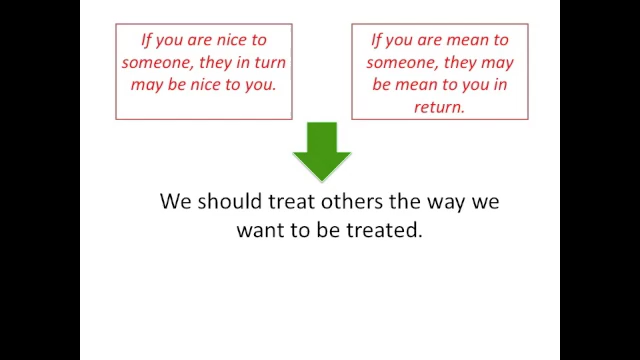 If you are nice to
someone, they in turn
may be nice to you.
If you are mean to
someone, they may
be mean to you in
return.
We should treat others the way we
want to be treated.